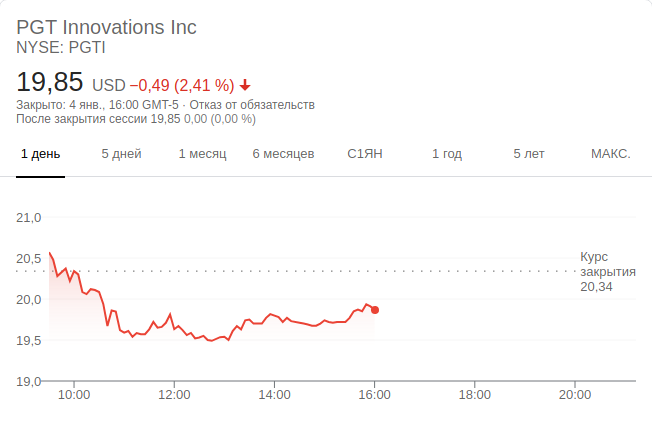 PGT Innovations Inc
NYSE: PGTI
19,85 USD −0,49 (2,41 %)
Закрыто: 4 янв., 16:00 GMT-5 · Отказ от обязательств
После закрытия сессии 19,85 0,00 (0,00 %)
1 день 5 дней 1 месяц 6 месяцев С1ЯН 1 год 5 лет МАКС.
21,0
20,5
Курс
закрытия
20,34
20,0
19,5
19,0
10:00 12:00 14:00 16:00 18:00 20:00